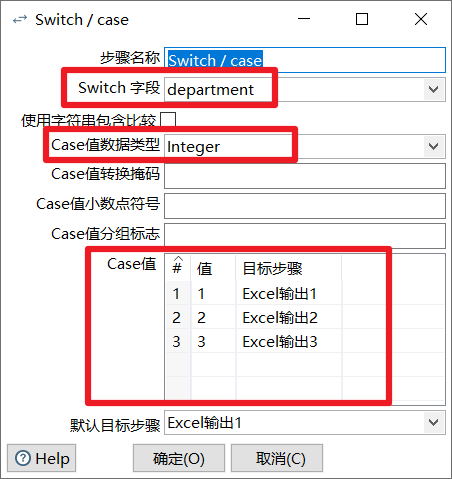 Switch / case
步骤名称 Switch / case
Switch 字段 department
使用字符串包含比较
Case值数据类型 Integer
Case值转换掩码
Case值小数点符号
Case值分组标志
Case值 # 值 目标步骤
1 1 Excel输出1
2 2 Excel输出2
3 3 Excel输出3
默认目标步骤 Excel输出1
Help 确定(O) 取消(C)